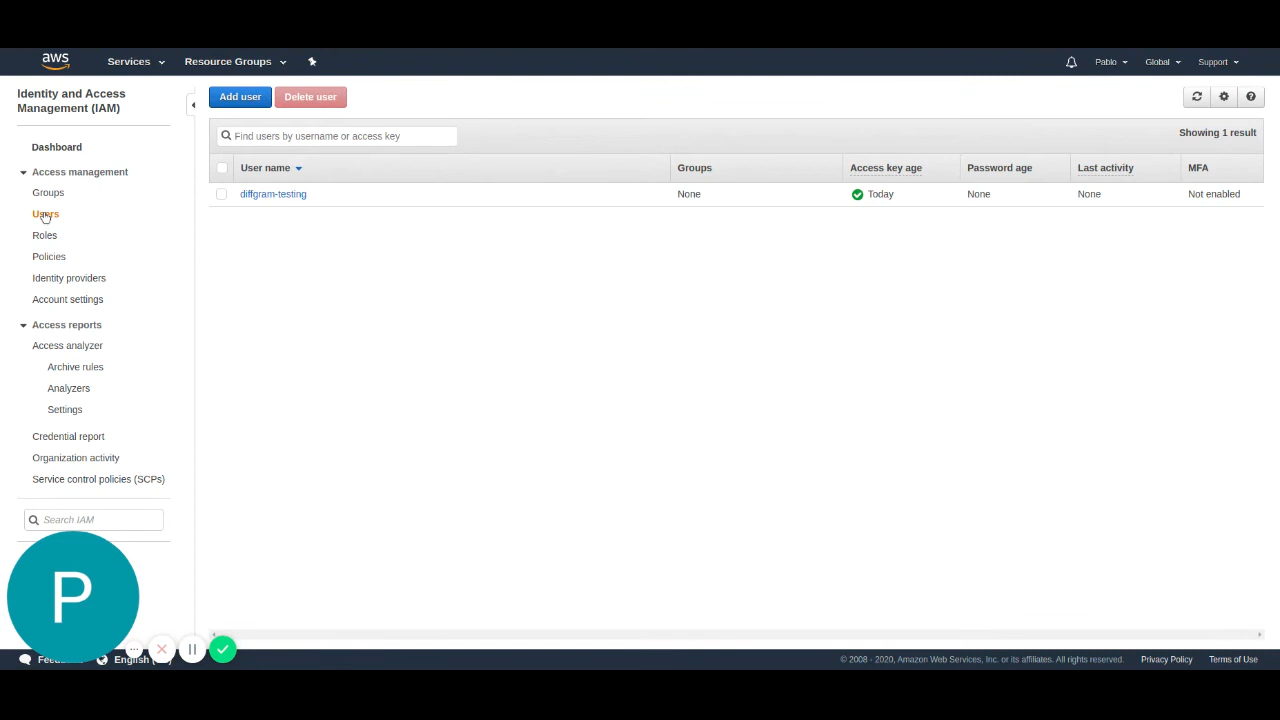 aws
Services
Resource Groups
Pablo
Global
Support
Identity and Access
Management (IAM)
Dashboard
Access management
Groups
Users
Roles
Policies
Identity providers
Account settings
Access reports
Access analyzer
Archive rules
Analyzers
Settings
Credential report
Organization activity
Service control policies (SCPs)
Search IAM
Add user
Delete user
Find users by username or access key
Showing 1 result
User name
Groups
Access key age
Password age
Last activity
MFA
diffgram-testing
None
Today
None
None
Not enabled
P
English
© 2008 - 2020, Amazon Web Services, Inc. or its affiliates. All rights reserved.
Privacy Policy
Terms of Use